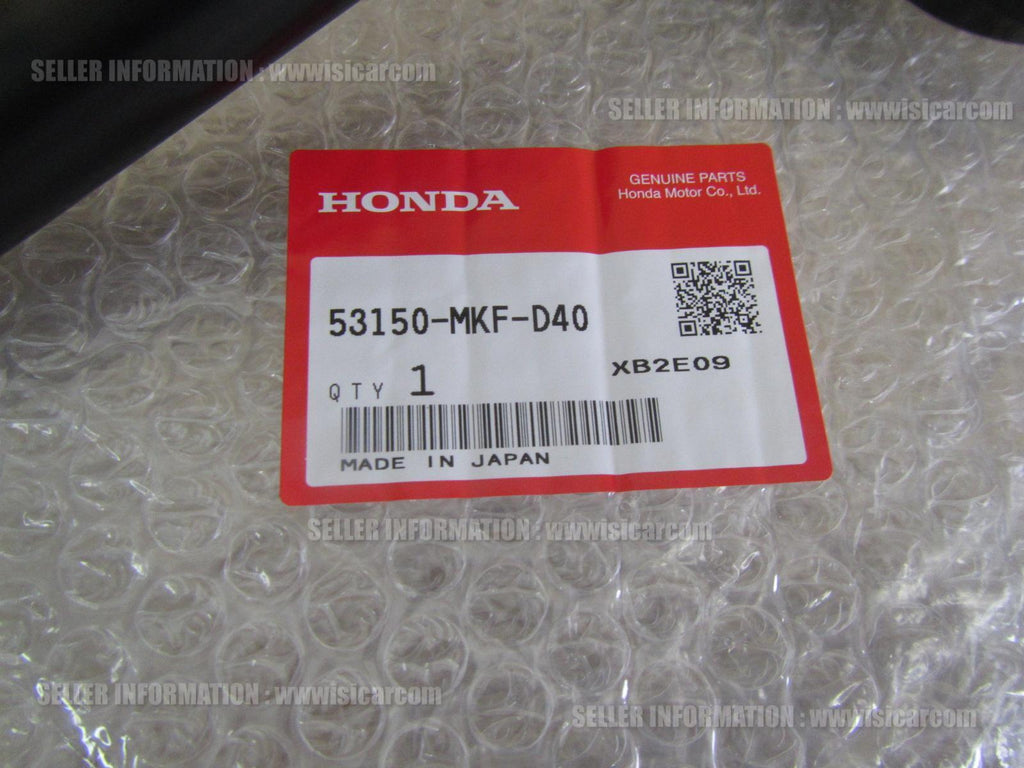 SELLER INFORMATION : wwwisicarcom
SELLER INFORMATION : wwwisicarcom
HONDA
GENUINE PARTS
Honda Motor Co., Ltd.
53150-MKF-D40
XB2E09
QTY 1
MADE IN JAPAN
SELLER INFORMATION : wwwisicarcom
SELLER INFORMATION : wwwisicarcom
SELLER INFORMATION : wwwisicarcom